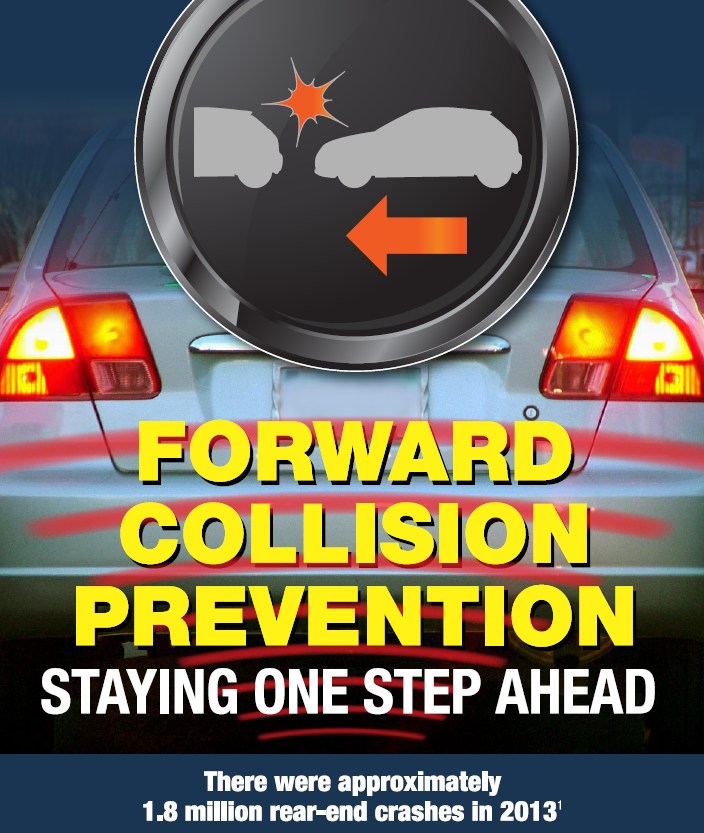 FORWARD
COLLISION
PREVENTION
STAYING ONE STEP AHEAD
There were approximately
1.8 million rear-end crashes in 2013¹